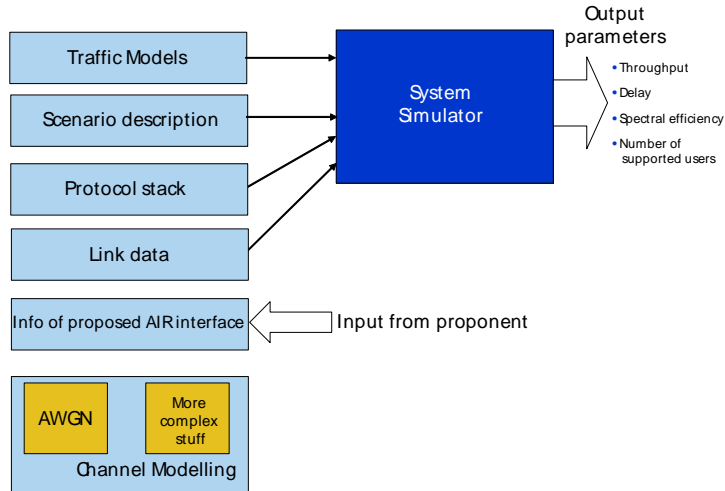 Output
parameters
Traffic Models
System
Simulator
• Throughput
• Delay
• Spectral efficiency
• Number of
supported users
Scenario description
Protocol stack
Link data
Info of proposed AIR interface
Input from proponent
AWGN
More
complex
stuff
Channel Modelling